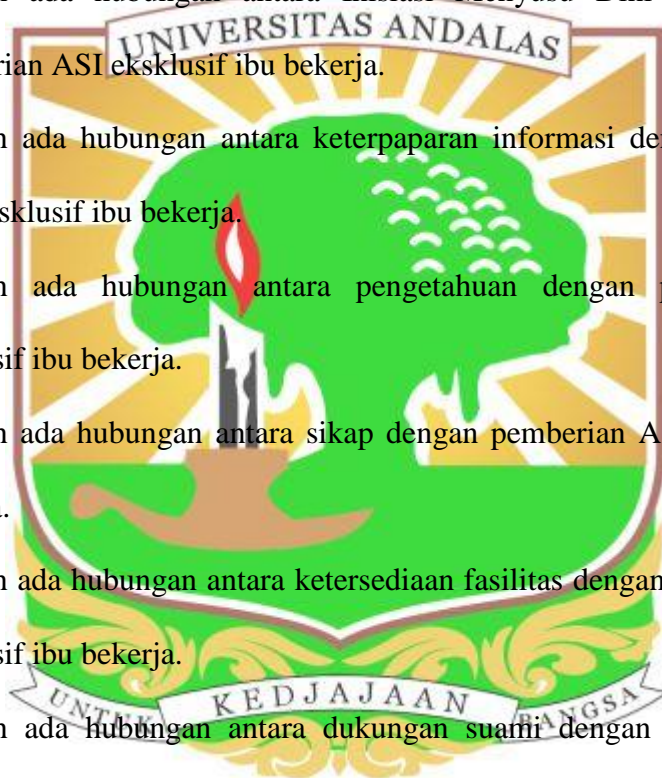 ada hubungan antara Inisiasi Menyusu Dini
UNIVERSITAS ANDALAS
rian ASI eksklusif ibu bekerja.
n ada hubungan antara keterpaparan informasi de
sklusif ibu bekerja.
n ada hubungan antara pengetahuan dengan p
sif ibu bekerja.
n ada hubungan antara sikap dengan pemberian A
a.
n ada hubungan antara ketersediaan fasilitas dengan
sif ibu bekerja.
UNTUK KEDJAJAAN BANGSA
n ada hubungan antara dukungan suami dengan